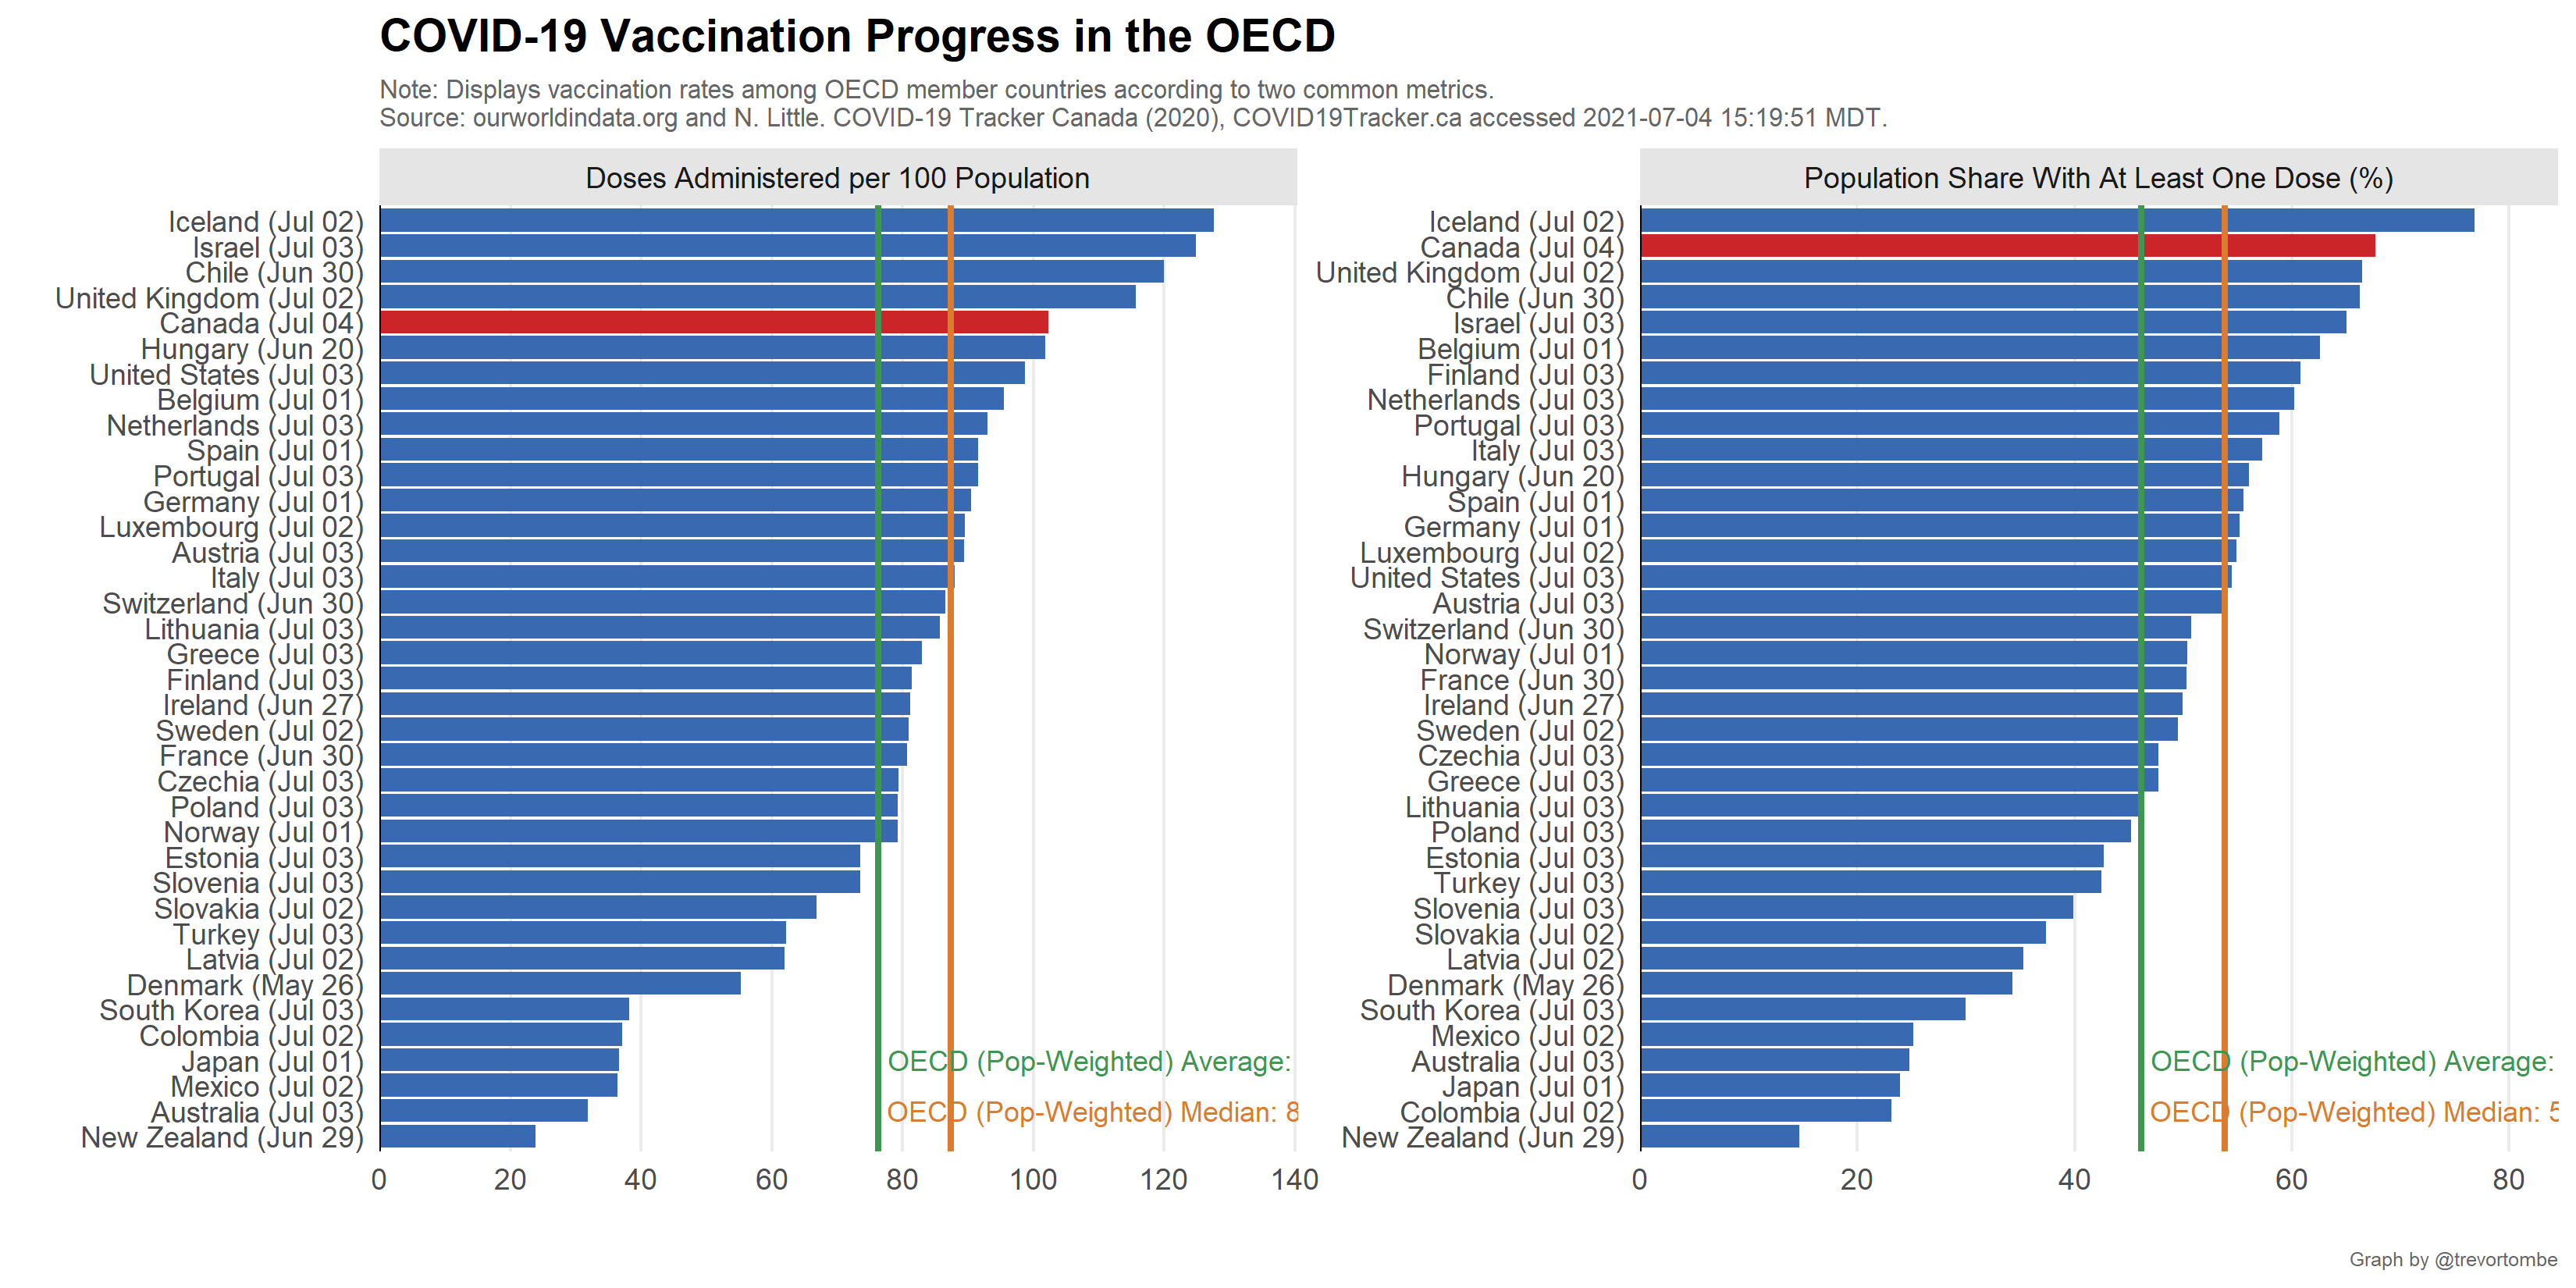 COVID-19 Vaccination Progress in the OECD
Note: Displays vaccination rates among OECD member countries according to two common metrics.
Source: ourworldindata.org and N. Little. COVID-19 Tracker Canada (2020), COVID19Tracker.ca accessed 2021-07-04 15:19:51 MDT.
Doses Administered per 100 Population
Iceland (Jul 02)
Israel (Jul 03)
Chile (Jun 30)
United Kingdom (Jul 02)
Canada (Jul 04)
Hungary (Jun 20)
United States (Jul 03)
Belgium (Jul 01)
Netherlands (Jul 03)
Spain (Jul 01)
Portugal (Jul 03)
Germany (Jul 01)
Luxembourg (Jul 02)
Austria (Jul 03)
Italy (Jul 03)
Switzerland (Jun 30)
Lithuania (Jul 03)
Greece (Jul 03)
Finland (Jul 03)
Ireland (Jun 27)
Sweden (Jul 02)
France (Jun 30)
Czechia (Jul 03)
Poland (Jul 03)
Norway (Jul 01)
Estonia (Jul 03)
Slovenia (Jul 03)
Slovakia (Jul 02)
Turkey (Jul 03)
Latvia (Jul 02)
Denmark (May 26)
South Korea (Jul 03)
Colombia (Jul 02)
Japan (Jul 01)
Mexico (Jul 02)
Australia (Jul 03)
New Zealand (Jun 29)
OECD (Pop-Weighted) Average:
OECD (Pop-Weighted) Median: 8
0 20 40 60 80 100 120 140
Population Share With At Least One Dose (%)
Iceland (Jul 02)
Canada (Jul 04)
United Kingdom (Jul 02)
Chile (Jun 30)
Israel (Jul 03)
Belgium (Jul 01)
Finland (Jul 03)
Netherlands (Jul 03)
Portugal (Jul 03)
Italy (Jul 03)
Hungary (Jun 20)
Spain (Jul 01)
Germany (Jul 01)
Luxembourg (Jul 02)
United States (Jul 03)
Austria (Jul 03)
Switzerland (Jun 30)
Norway (Jul 01)
France (Jun 30)
Ireland (Jun 27)
Sweden (Jul 02)
Czechia (Jul 03)
Greece (Jul 03)
Lithuania (Jul 03)
Poland (Jul 03)
Estonia (Jul 03)
Turkey (Jul 03)
Slovenia (Jul 03)
Slovakia (Jul 02)
Latvia (Jul 02)
Denmark (May 26)
South Korea (Jul 03)
Mexico (Jul 02)
Australia (Jul 03)
Japan (Jul 01)
Colombia (Jul 02)
New Zealand (Jun 29)
OECD (Pop-Weighted) Average:
OECD (Pop-Weighted) Median: 5
0 20 40 60 80
Graph by @trevortombe